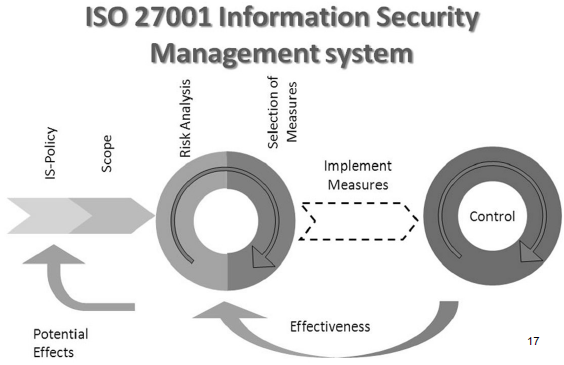 ISO 27001 Information Security
Management system
IS-Policy
Scope
Risk Analysis
Selection of
Measures
Implement
Measures
Control
Potential
Effects
Effectiveness
17